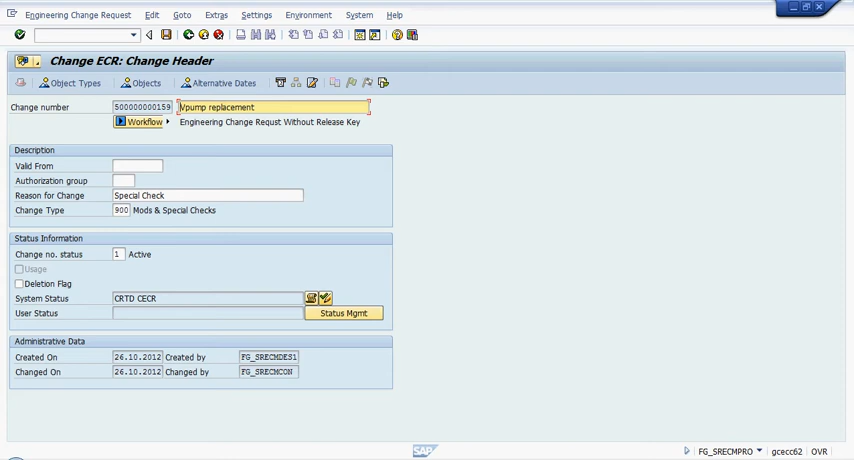 Engineering Change Request Edit Goto Extras Settings Environment System Help
Change ECR: Change Header
Object Types Objects Alternative Dates
Change number 500000000159 Vpump replacement
Workflow Engineering Change Requst Without Release Key
Description
Valid From
Authorization group
Reason for Change Special Check
Change Type 900 Mods & Special Checks
Status Information
Change no. status 1 Active
Usage
Deletion Flag
System Status CRTD CECR
User Status Status Mgmt
Administrative Data
Created On 26.10.2012 Created by FG_SRECMDES1
Changed On 26.10.2012 Changed by FG_SRECMCON
SAP FG_SRECMPRO gcecc62 OVR